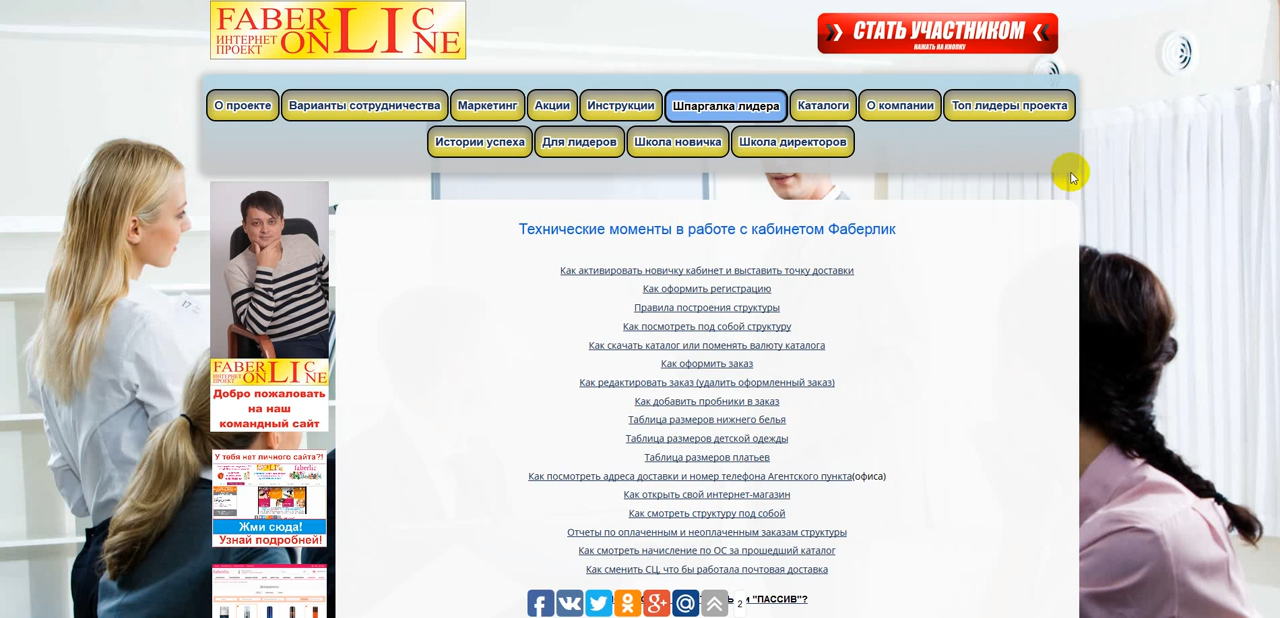 FABERLIC
ИНТЕРНЕТ ПРОЕКТ ONLINE
СТАТЬ УЧАСТНИКОМ
НАЖАТЬ НА КНОПКУ
О проекте Варианты сотрудничества Маркетинг Акции Инструкции Шпаргалка лидера Каталоги О компании Топ лидеры проекта
Истории успеха Для лидеров Школа новичка Школа директоров
Технические моменты в работе с кабинетом Фаберлик
Как активировать новичку кабинет и выставить точку доставки
Как оформить регистрацию
Правила построения структуры
Как посмотреть под собой структуру
Как скачать каталог или поменять валюту каталога
Как оформить заказ
Как редактировать заказ (удалить оформленный заказ)
Как добавить пробники в заказ
Таблица размеров нижнего белья
Таблица размеров детской одежды
Таблица размеров платьев
Как посмотреть адреса доставки и номер телефона Агентского пункта(офиса)
Как открыть свой интернет-магазин
Как смотреть структуру под собой
Отчеты по оплаченным и неоплаченным заказам структуры
Как смотреть начисление по ОС за прошедший каталог
Как сменить СЦ, что бы работала почтовая доставка
"ПАССИВ"?
2
FABERLIC
ИНТЕРНЕТ ПРОЕКТ ONLINE
Добро пожаловать
на наш
командный сайт
У тебя нет личного сайта?!
Жми сюда!
Узнай подробней!